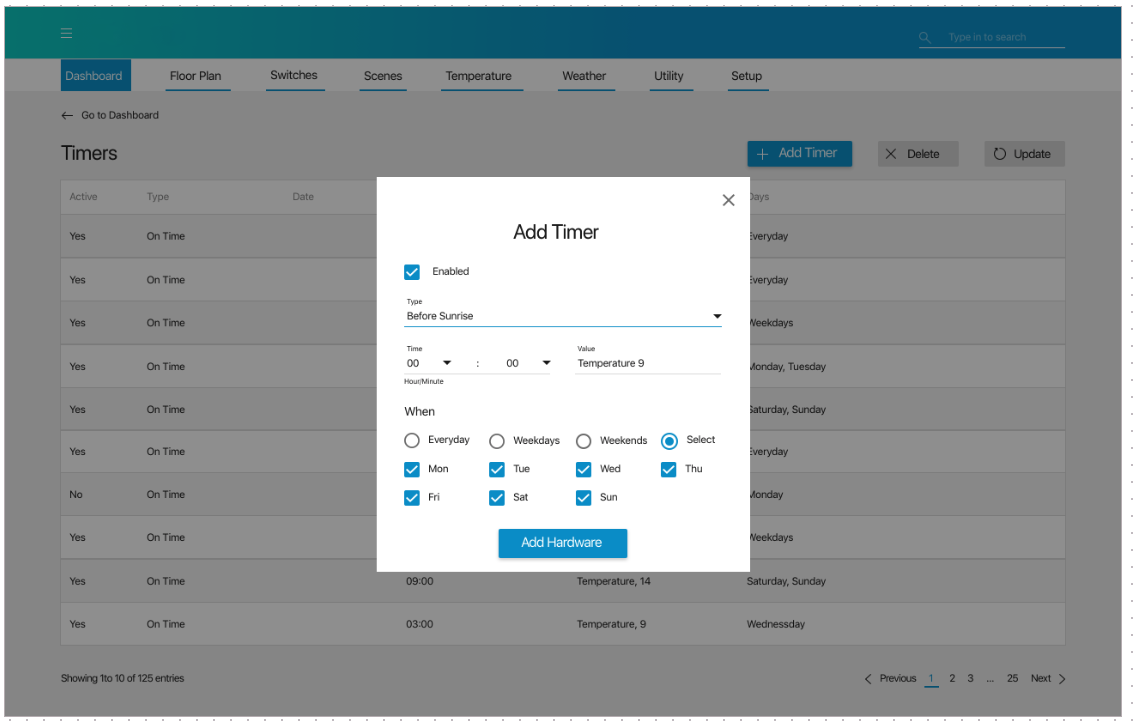 Type in to search
Dashboard Floor Plan Switches Scenes Temperature Weather Utility Setup
Go to Dashboard
Timers Add Timer Delete Update
Active Type Date Days
Yes On Time Everyday
Yes On Time Everyday
Yes On Time Weekdays
Yes On Time Monday, Tuesday
Yes On Time Saturday, Sunday
Yes On Time Everyday
No On Time Monday
Yes On Time Weekdays
Yes On Time 09:00 Temperature, 14 Saturday, Sunday
Yes On Time 03:00 Temperature, 9 Wednessday
Showing 1to 10 of 125 entries Previous 1 2 3 ... 25 Next
Add Timer
Enabled
Type
Before Sunrise
Time Value
00 : 00 Temperature 9
Hour/Minute
When
Everyday Weekdays Weekends Select
Mon Tue Wed Thu
Fri Sat Sun
Add Hardware